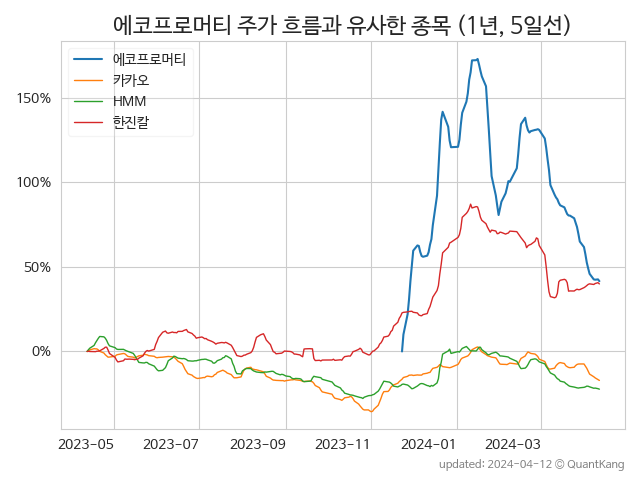 에코프로머티 주가 흐름과 유사한 종목 (1년, 5일선)
에코프로머티
카카오
HMM
한진칼
150%
100%
50%
0%
2023-05 2023-07 2023-09 2023-11 2024-01 2024-03
updated: 2024-04-12 © QuantKang